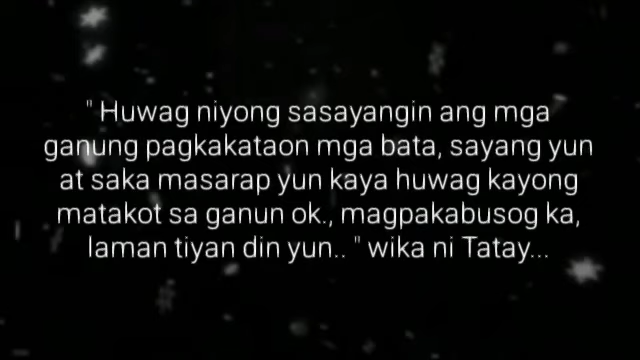 " Huwag niyong sasayangin ang mga
ganung pagkakataon mga bata, sayang yun
at saka masarap yun kaya huwag kayong
matakot sa ganun ok., magpakabusog ka,
laman tiyan din yun.. " wika ni Tatay...